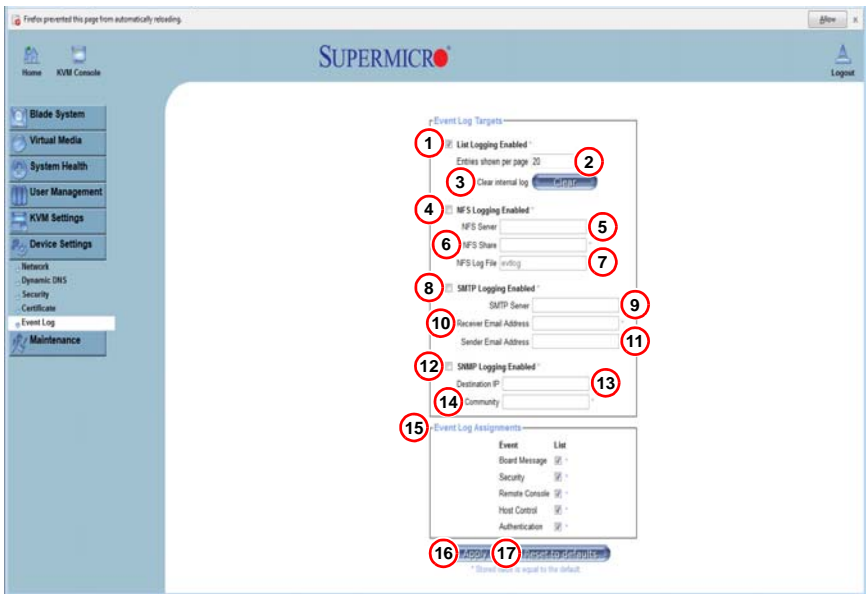 Firefox prevented this page from automatically reloading.
Allow x
Home KVM Console
SUPERMICR
Logout
Blade System
Virtual Media
System Health
User Management
KVM Settings
Device Settings
Network
Dynamic DNS
Security
Certificate
Event Log
Maintenance
Event Log Targets
1 List Logging Enabled *
Entries shown per page 20 2
3 Clear internal log Clear
4 NFS Logging Enabled *
NFS Server 5
6 NFS Share *
NFS Log File evtlog 7
8 SMTP Logging Enabled *
SMTP Server 9
10 Receiver Email Address *
Sender Email Address 11
12 SNMP Logging Enabled *
Destination IP 13
14 Community *
15 Event Log Assignments
Event List
Board Message *
Security *
Remote Console *
Host Control *
Authentication *
16 Apply 17 Reset to defaults
* Stored value is equal to the default.